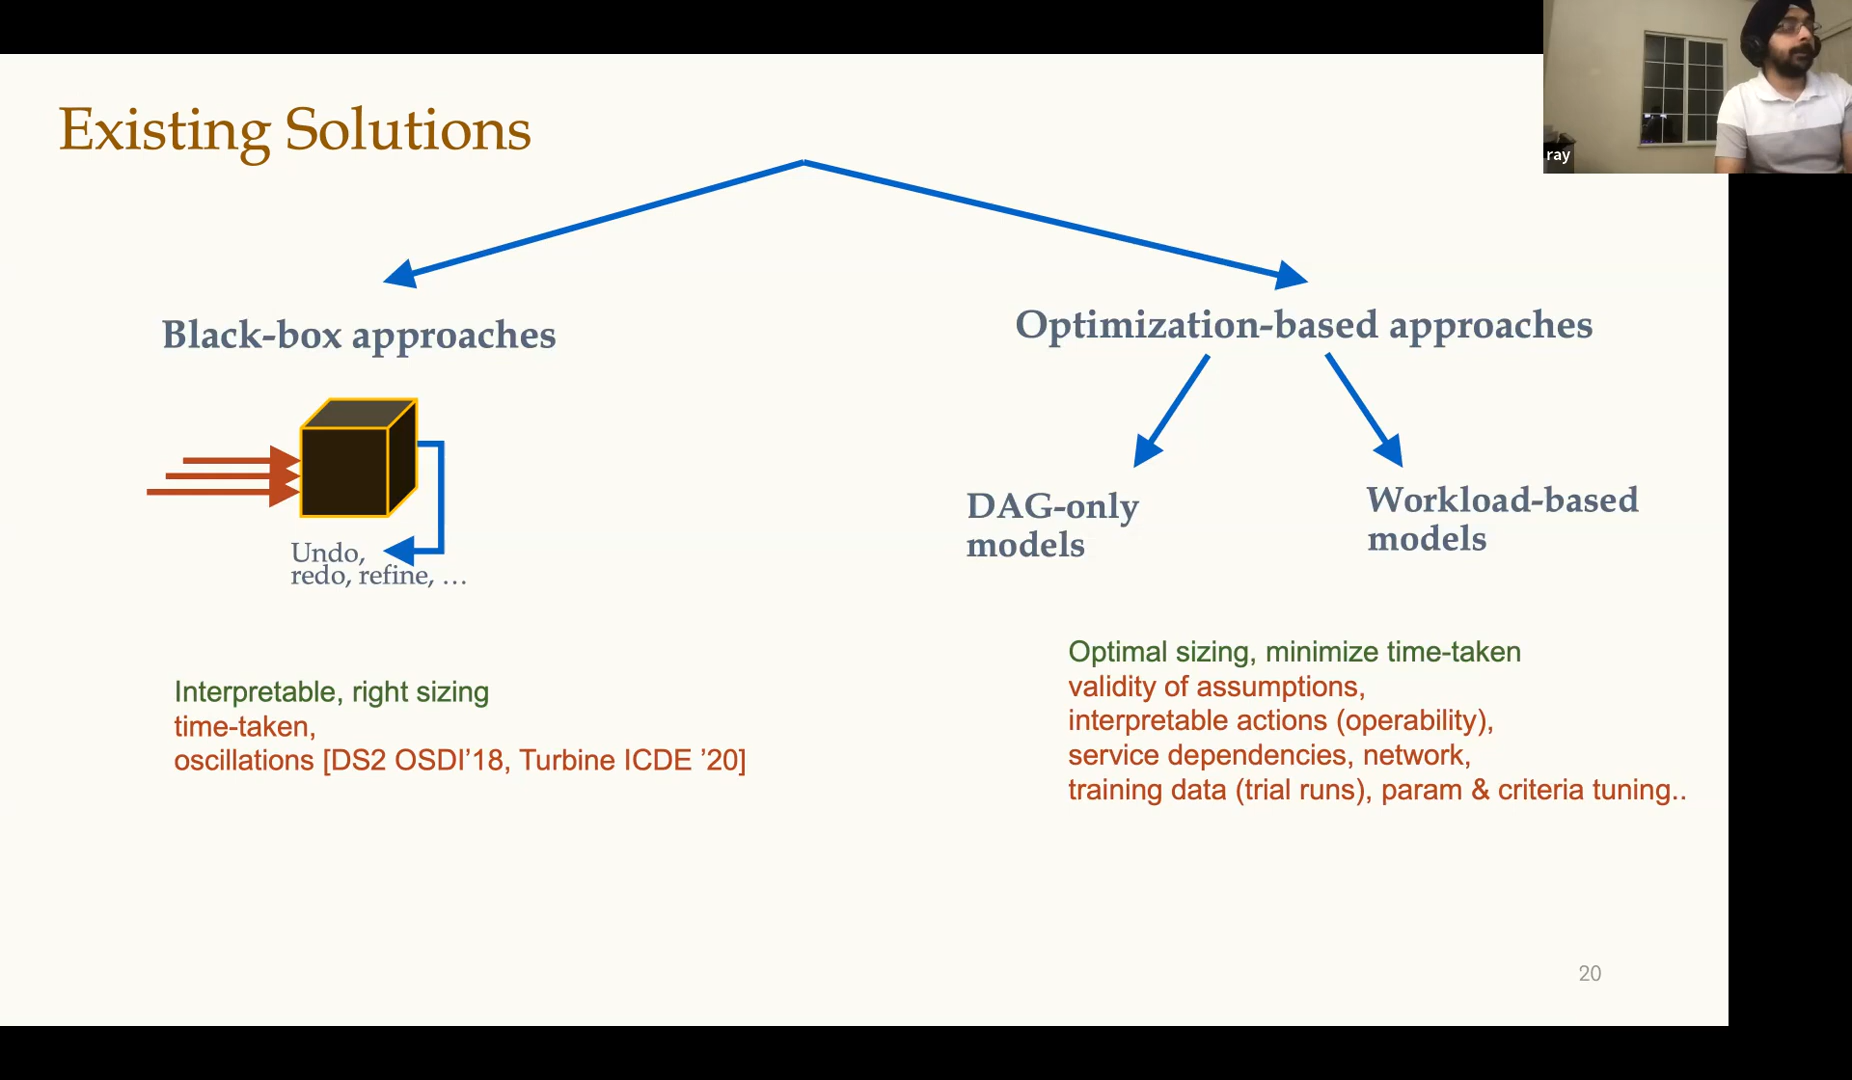 Existing Solutions
ray
Black-box approaches
Optimization-based approaches
Undo,
redo, refine, …
DAG-only
models
Workload-based
models
Interpretable, right sizing
time-taken,
oscillations [DS2 OSDI’18, Turbine ICDE ’20]
Optimal sizing, minimize time-taken
validity of assumptions,
interpretable actions (operability),
service dependencies, network,
training data (trial runs), param & criteria tuning..
20